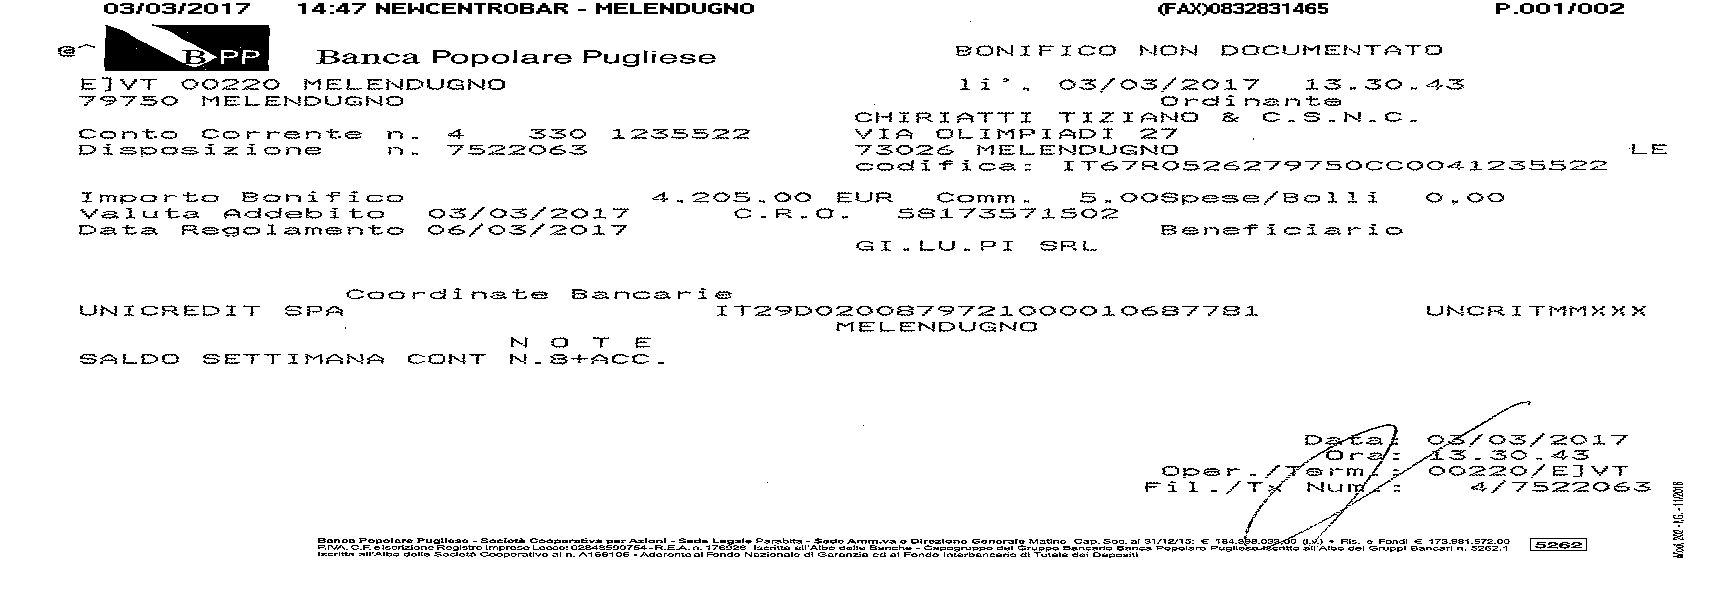 03/03/2017 14:47 NEWCENTROBAR - MELENDUGNO (FAX)0832831465 P.001/002
@^ BPP Banca Popolare Pugliese BONIFICO NON DOCUMENTATO
E]VT 00220 MELENDUGNO li'. 03/03/2017 13.30.43
79750 MELENDUGNO Ordinante
CHIRIATTI TIZIANO & C.S.N.C.
Conto Corrente n. 4 330 1235522 VIA OLIMPIADI 27
Disposizione n. 7522063 73026 MELENDUGNO LE
codifica: IT67R0526279750CC0041235522
Importo Bonifico 4.205.00 EUR Comm. 5.00Spese/Bolli 0.00
Valuta Addebito 03/03/2017 C.R.O. 58173571502
Data Regolamento 06/03/2017 Beneficiario
GI.LU.PI SRL
Coordinate Bancarie
UNICREDIT SPA IT29D0200879721000010687781 UNCRITMMXXX
MELENDUGNO
N O T E
SALDO SETTIMANA CONT N.8+ACC.
Data: 03/03/2017
Ora: 13.30.43
Oper./Term.: 00220/E]VT
Fil./Tx Num.: 4/7522063
Banca Popolare Pugliese - Società Cooperativa per Azioni - Sede Legale Parabita - Sede Amm.va e Direzione Generale Matino Cap. Soc. al 31/12/15: € (i.v.) + Ris. e Fondi € 173.981.572.00
P.IVA, C.F. e Iscrizione Registro Imprese Lecce: 02848590754 - R.E.A. n. 176926 Iscritta all'Albo delle Banche - Capogruppo del Gruppo Bancario Banca Popolare Pugliese iscritto all'Albo dei Gruppi Bancari n. 5262.1
Iscritta all'Albo delle Società Cooperative al n. A166106 - Aderente al Fondo Nazionale di Garanzia ed al Fondo Interbancario di Tutela dei Depositi
5262
Mod. 202 - N.G. - 11/2016